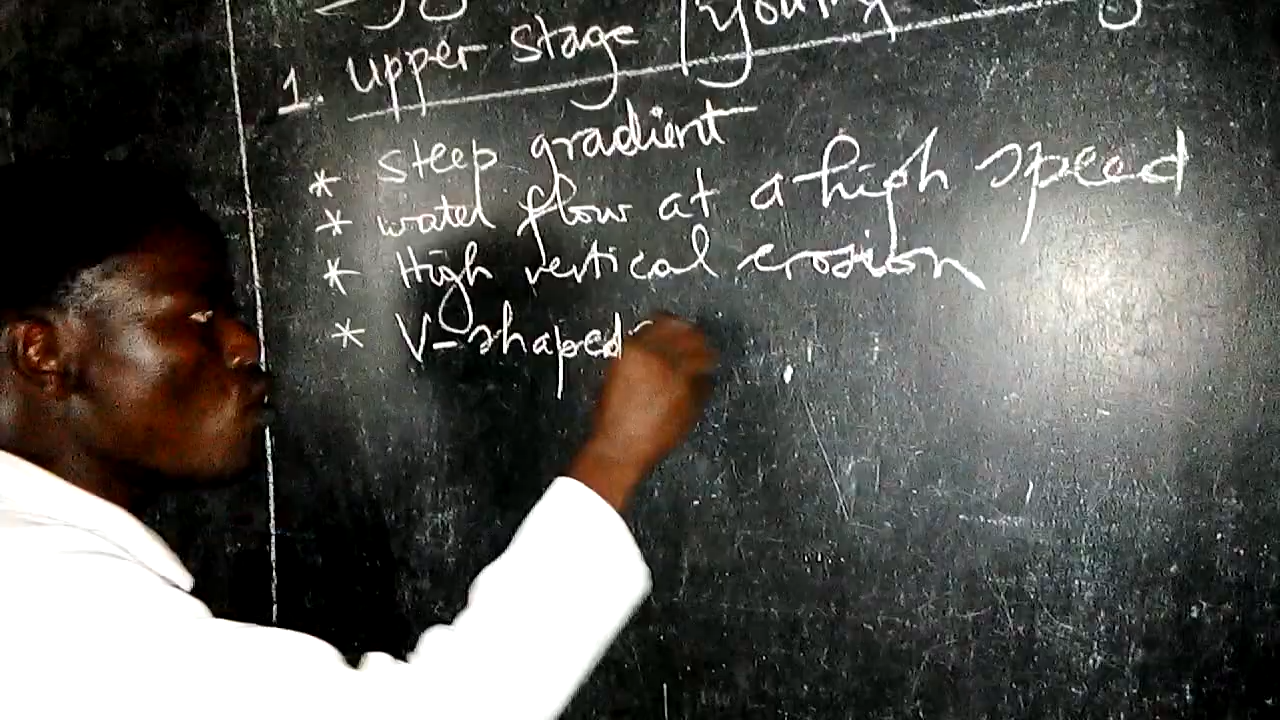 1. Upper stage /
* Steep gradient
* water flow at a high speed
* High vertical erosion
* V-shaped